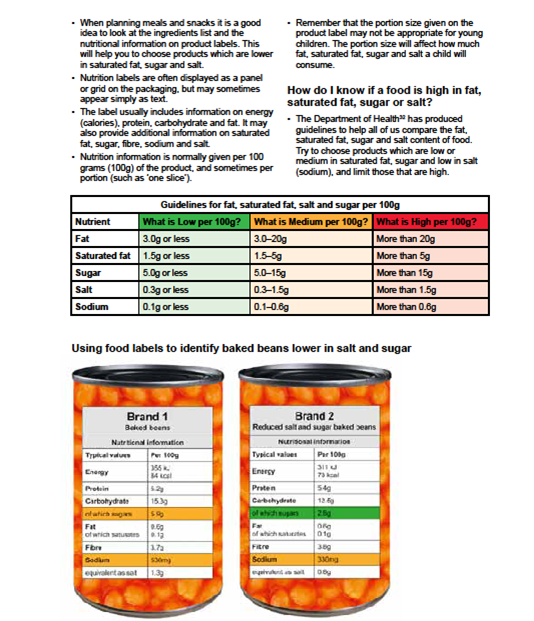 • When planning meals and snacks it is a good
idea to look at the ingredients list and the
nutritional information on product labels. This
will help you to choose products which are lower
in saturated fat, sugar and salt.
• Nutrition labels are often displayed as a panel
or grid on the packaging, but may sometimes
appear simply as text.
• The label usually includes information on energy
(calories), protein, carbohydrate and fat. It may
also provide additional information on saturated
fat, sugar, fibre, sodium and salt.
• Nutrition information is normally given per 100
grams (100g) of the product, and sometimes per
portion (such as 'one slice').
• Remember that the portion size given on the
product label may not be appropriate for young
children. The portion size will affect how much
fat, saturated fat, sugar and salt a child will
consume.
How do I know if a food is high in fat,
saturated fat, sugar or salt?
• The Department of Health³⁰ has produced
guidelines to help all of us compare the fat,
saturated fat, sugar and salt content of food.
Try to choose products which are low or
medium in saturated fat, sugar and low in salt
(sodium), and limit those that are high.
Guidelines for fat, saturated fat, salt and sugar per 100g
Nutrient What is Low per 100g? What is Medium per 100g? What is High per 100g?
Fat 3.0g or less 3.0–20g More than 20g
Saturated fat 1.5g or less 1.5–5g More than 5g
Sugar 5.0g or less 5.0–15g More than 15g
Salt 0.3g or less 0.3–1.5g More than 1.5g
Sodium 0.1g or less 0.1–0.6g More than 0.6g
Using food labels to identify baked beans lower in salt and sugar
Brand 1
Baked beans
Nutritional information
Typical values Per 100g
Energy 355 kJ
84 kcal
Protein 5.2g
Carbohydrate 15.3g
of which sugars
Fat 0.6g
of which saturates 0.1g
Fibre 3.7g
Sodium 530mg
equivalent as salt 1.3g
Brand 2
Reduced salt and sugar baked beans
Nutritional information
Typical values Per 100g
Energy 311 kJ
73 kcal
Protein 5.4g
Carbohydrate
of which sugars 2.8g
Fat 0.6g
of which saturates 0.1g
Fibre 3.8g
Sodium 330mg
equivalent as salt 0.8g